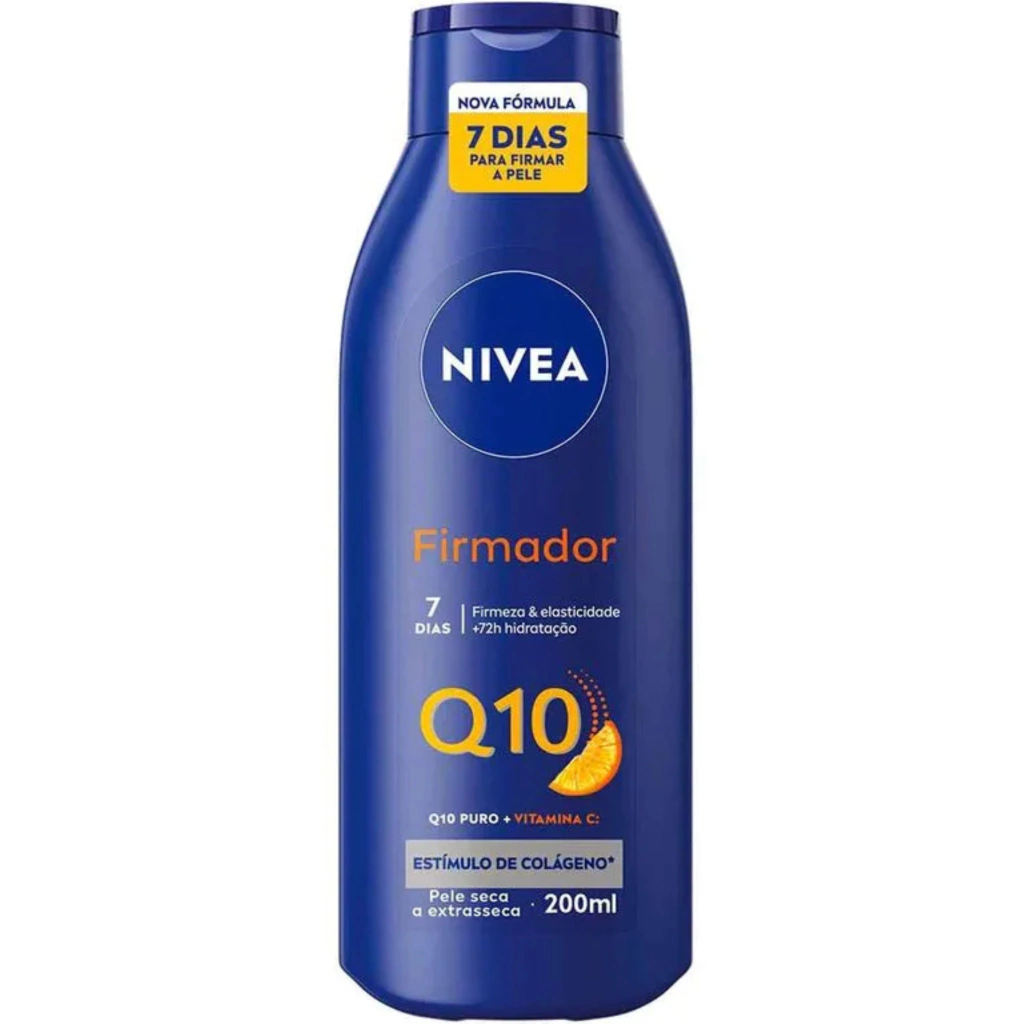 NOVA FÓRMULA
7 DIAS
PARA FIRMAR
A PELE
NIVEA
Firmador
7 DIAS
Firmeza & elasticidade
+72h hidratação
Q10
Q10 PURO + VITAMINA C:
ESTÍMULO DE COLÁGENO*
Pele seca
a extrasseca · 200ml